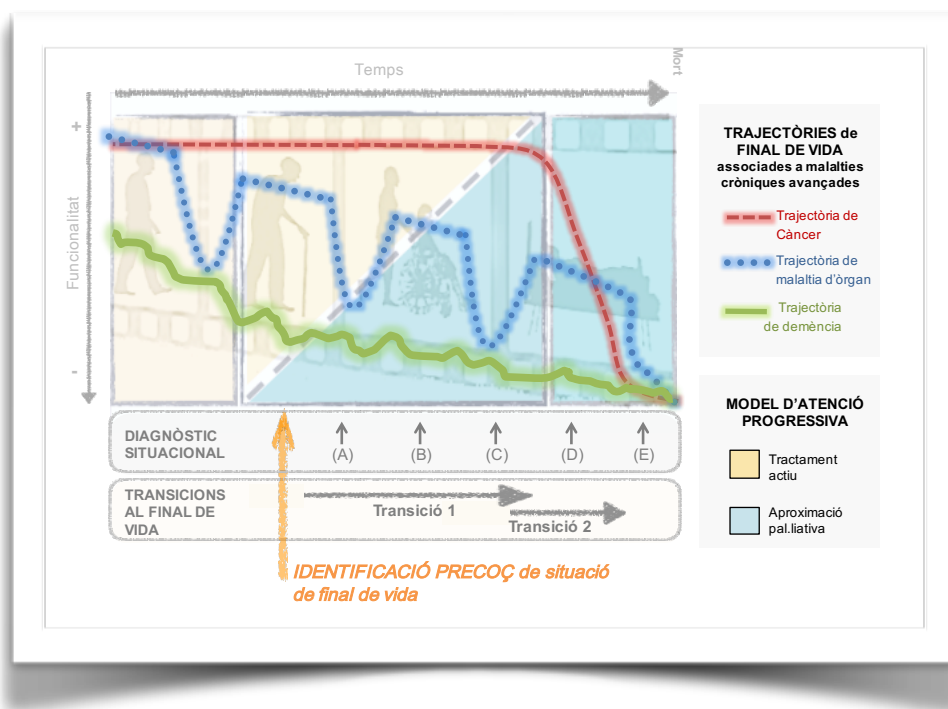 Temps
Mort
+
Funcionalitat
-
TRAJECTÒRIES de
FINAL DE VIDA
associades a malalties
cròniques avançades
Trajectòria de
Càncer
Trajectòria de
malaltia d'òrgan
Trajectòria
de demència
MODEL D'ATENCIÓ
PROGRESSIVA
Tractament
actiu
Aproximació
pal.liativa
DIAGNÒSTIC
SITUACIONAL
(A) (B) (C) (D) (E)
TRANSICIONS
AL FINAL DE
VIDA
Transició 1
Transició 2
IDENTIFICACIÓ PRECOÇ de situació
de final de vida